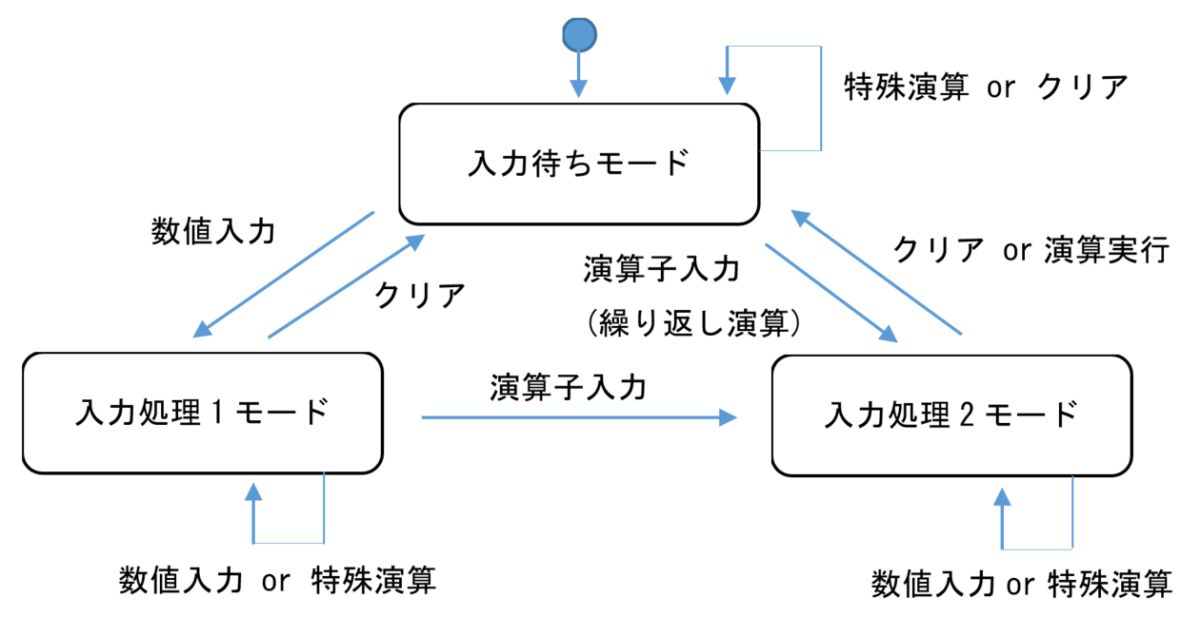 特殊演算 or クリア
入力待ちモード
数値入力
クリア
演算子入力
(繰り返し演算)
クリア or 演算実行
入力処理1モード
演算子入力
入力処理2モード
数値入力 or 特殊演算
数値入力 or 特殊演算